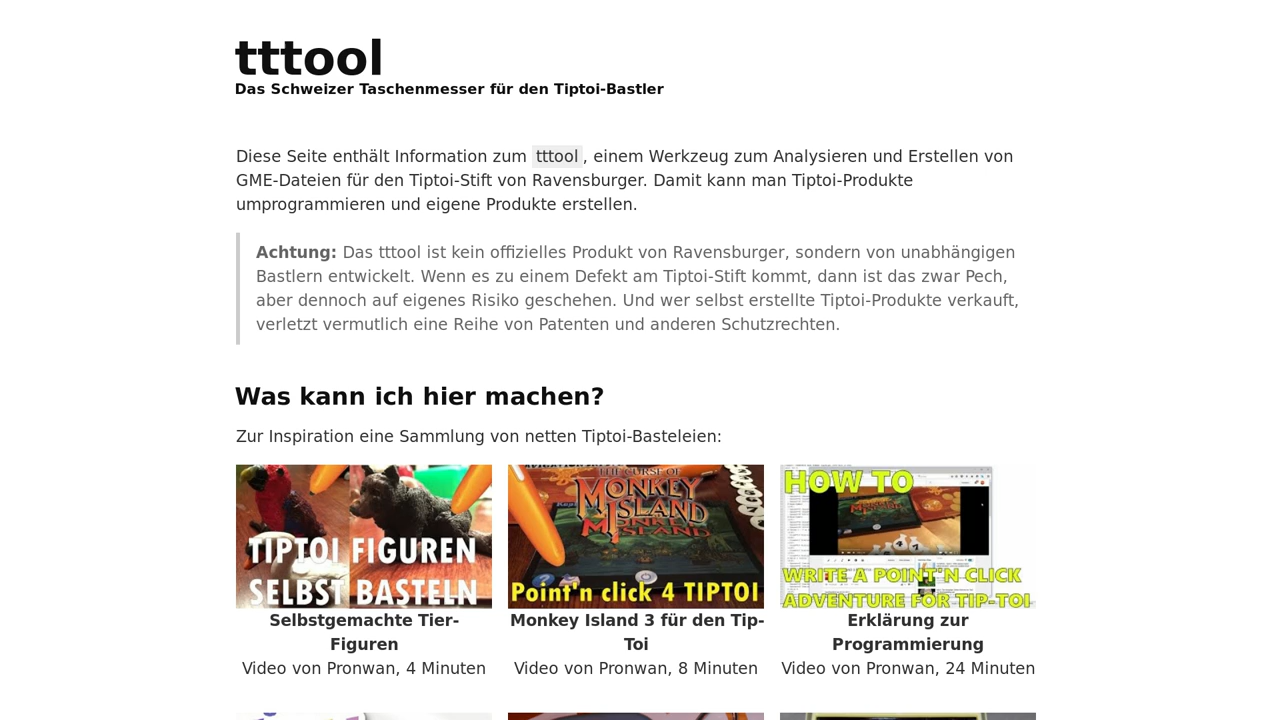 tttool
Das Schweizer Taschenmesser für den Tiptoi-Bastler
Diese Seite enthält Information zum tttool, einem Werkzeug zum Analysieren und Erstellen von
GME-Dateien für den Tiptoi-Stift von Ravensburger. Damit kann man Tiptoi-Produkte
umprogrammieren und eigene Produkte erstellen.
Achtung: Das tttool ist kein offizielles Produkt von Ravensburger, sondern von unabhängigen
Bastlern entwickelt. Wenn es zu einem Defekt am Tiptoi-Stift kommt, dann ist das zwar Pech,
aber dennoch auf eigenes Risiko geschehen. Und wer selbst erstellte Tiptoi-Produkte verkauft,
verletzt vermutlich eine Reihe von Patenten und anderen Schutzrechten.
Was kann ich hier machen?
Zur Inspiration eine Sammlung von netten Tiptoi-Basteleien:
TIPTOI FIGUREN
SELBST BASTELN
Selbstgemachte Tier-
Figuren
Video von Pronwan, 4 Minuten
THE CURSE OF
MONKEY
ISLAND
Point'n click 4 TIPTOI
Monkey Island 3 für den Tip-
Toi
Video von Pronwan, 8 Minuten
HOW TO
WRITE A POINT'N CLICK
ADVENTURE FOR TIP-TOI
Erklärung zur
Programmierung
Video von Pronwan, 24 Minuten